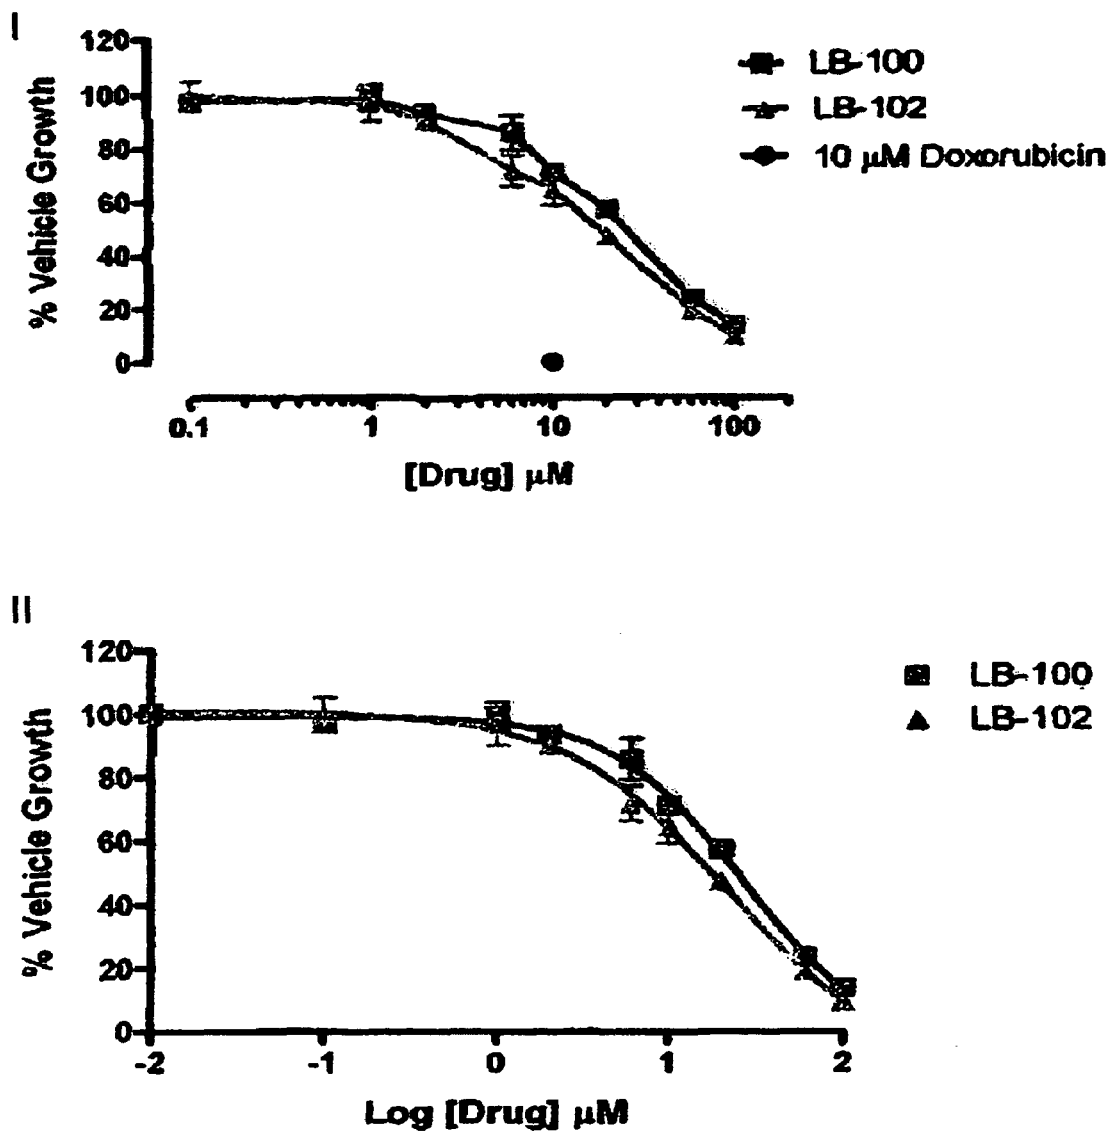 I
120
100
80
60
40
20
0
% Vehicle Growth
LB-100
LB-102
10 μM Doxorubicin
0.1 1 10 100
[Drug] μM
II
120
100
80
60
40
20
0
% Vehicle Growth
LB-100
LB-102
-2 -1 0 1 2
Log [Drug] μM